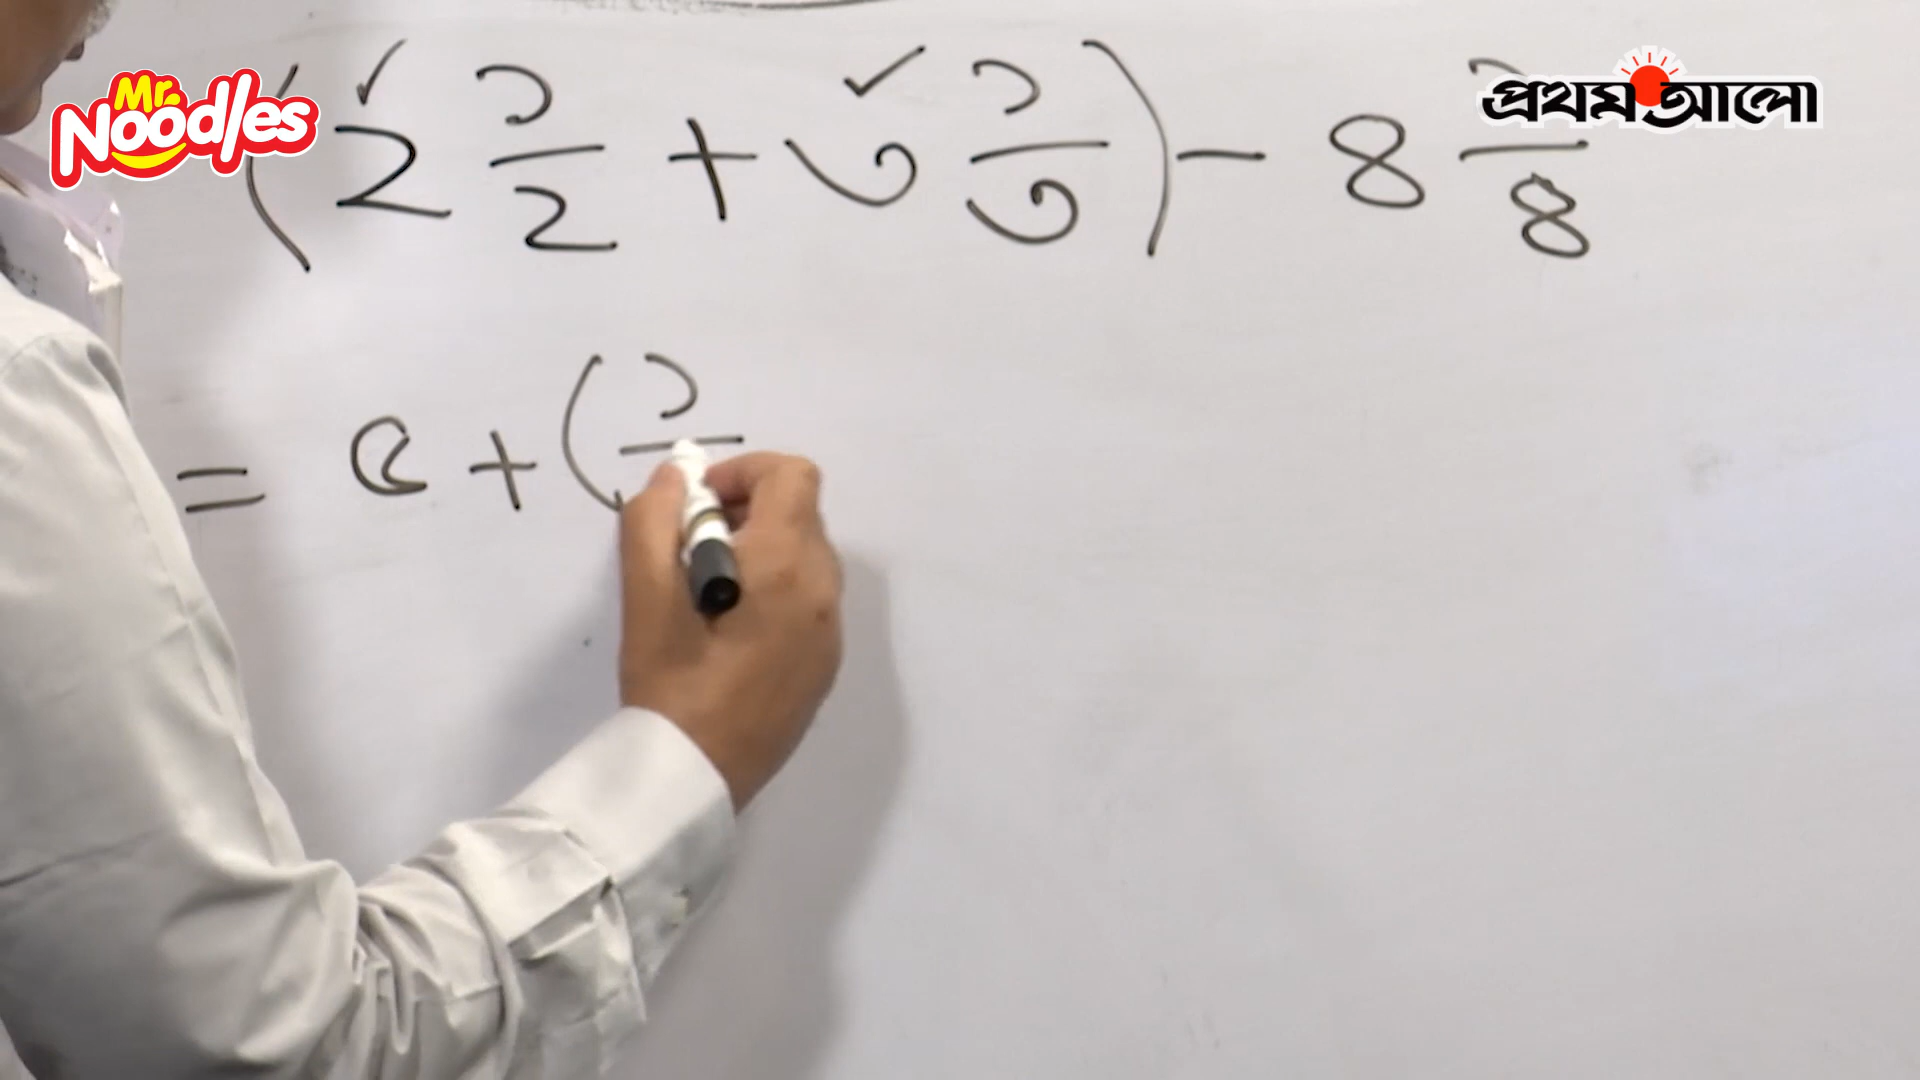 Mr. Noodles
প্রথম আলো
(২ ১/২ + ৩ ১/৩) - ৪ ১/৪
= ৫ + (১/